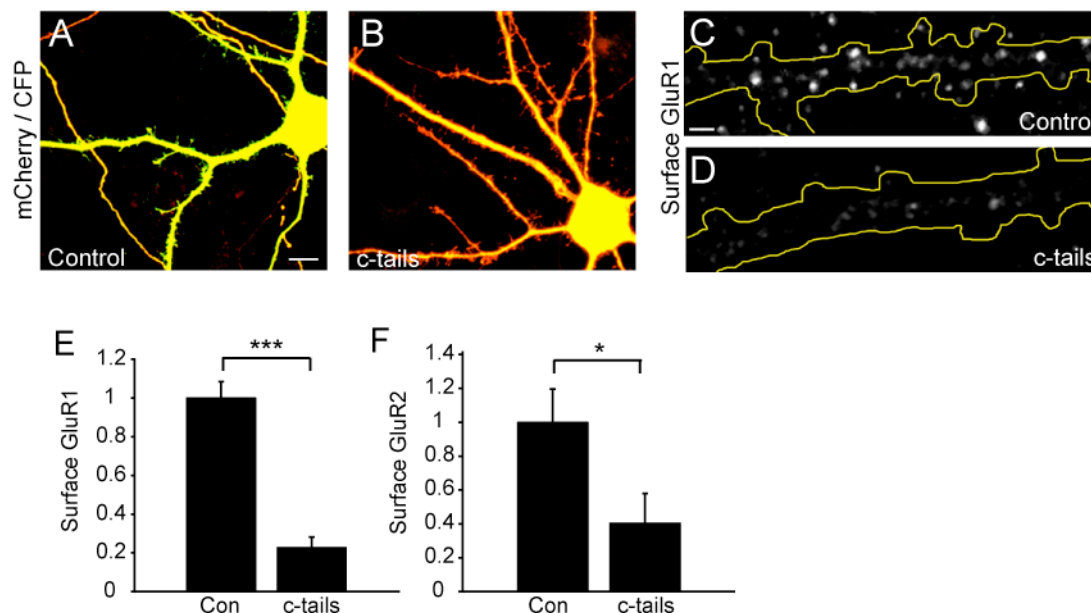 A
B
mCherry / CFP
Control
c-tails
C
D
Surface GluR1
Control
c-tails
E
***
Surface GluR1
1.2
1
0.8
0.6
0.4
0.2
0
Con c-tails
F
*
Surface GluR2
1.4
1.2
1
0.8
0.6
0.4
0.2
0
Con c-tails